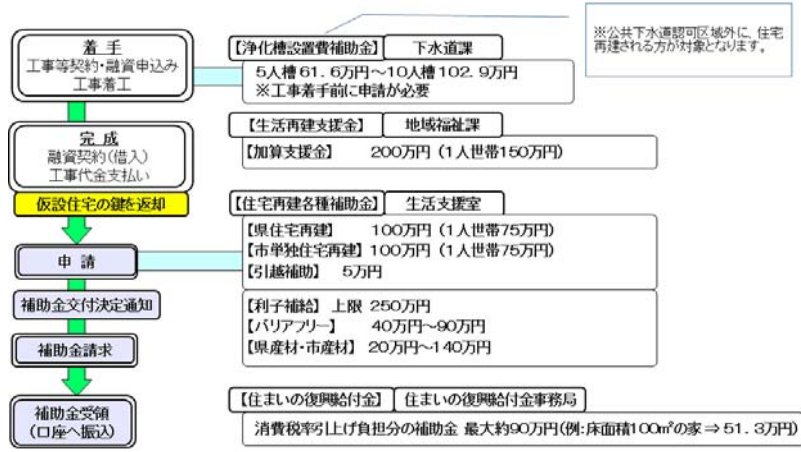 ※公共下水道認可区域外に、住宅
再建される方が対象となります。
着 手
工事等契約・融資申込み
工事着工
【浄化槽設置費補助金】 下水道課
5人槽61.6万円～10人槽102.9万円
※工事着手前に申請が必要
完 成
融資契約(借入)
工事代金支払い
【生活再建支援金】 地域福祉課
【加算支援金】 200万円（1人世帯150万円）
仮設住宅の鍵を返却
【住宅再建各種補助金】 生活支援室
申 請
【県住宅再建】 100万円（1人世帯75万円）
【市単独住宅再建】100万円（1人世帯75万円）
【引越補助】 5万円
補助金交付決定通知
【利子補給】上限 250万円
【バリアフリー】 40万円～90万円
【県産材・市産材】20万円～140万円
補助金請求
補助金受領
(口座へ振込)
【住まいの復興給付金】 住まいの復興給付金事務局
消費税率引上げ負担分の補助金 最大約90万円(例:床面積100㎡の家⇒51.3万円)